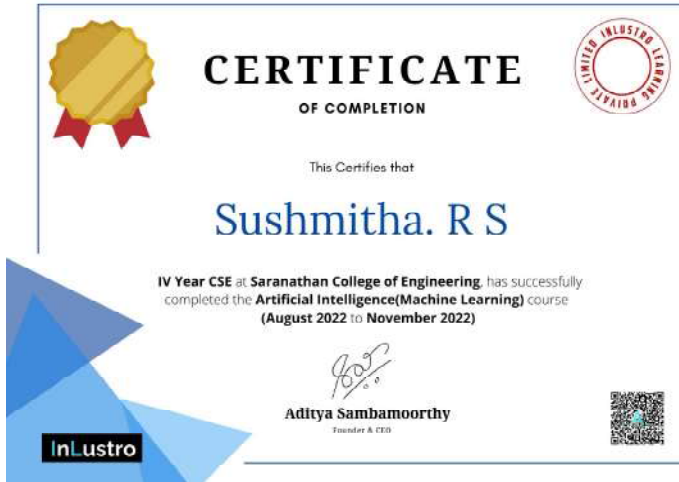 CERTIFICATE
OF COMPLETION
INLUSTRO LEARNING PRIVATE LIMITED
This Certifies that
Sushmitha. R S
IV Year CSE at Saranathan College of Engineering, has successfully
completed the Artificial Intelligence(Machine Learning) course
(August 2022 to November 2022)
Aditya Sambamoorthy
Founder & CEO
InLustro